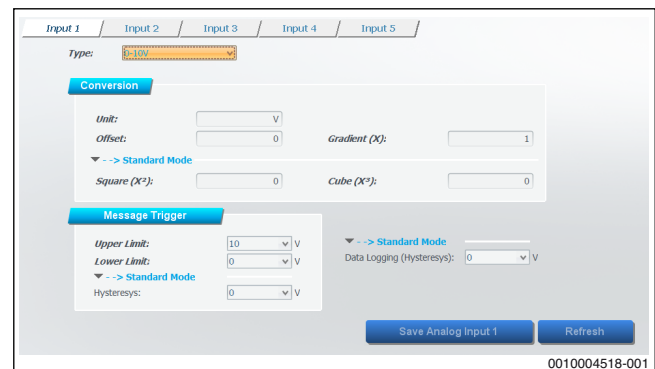 Input 1 Input 2 Input 3 Input 4 Input 5
Type: 0-10V
Conversion
Unit: V
Offset: 0 Gradient (X): 1
- -> Standard Mode
Square (X²): 0 Cube (X³): 0
Message Trigger
Upper Limit: 10 V
- -> Standard Mode
Lower Limit: 0 V
Data Logging (Hysteresys): 0 V
- -> Standard Mode
Hysteresys: 0 V
Save Analog Input 1 Refresh
0010004518-001